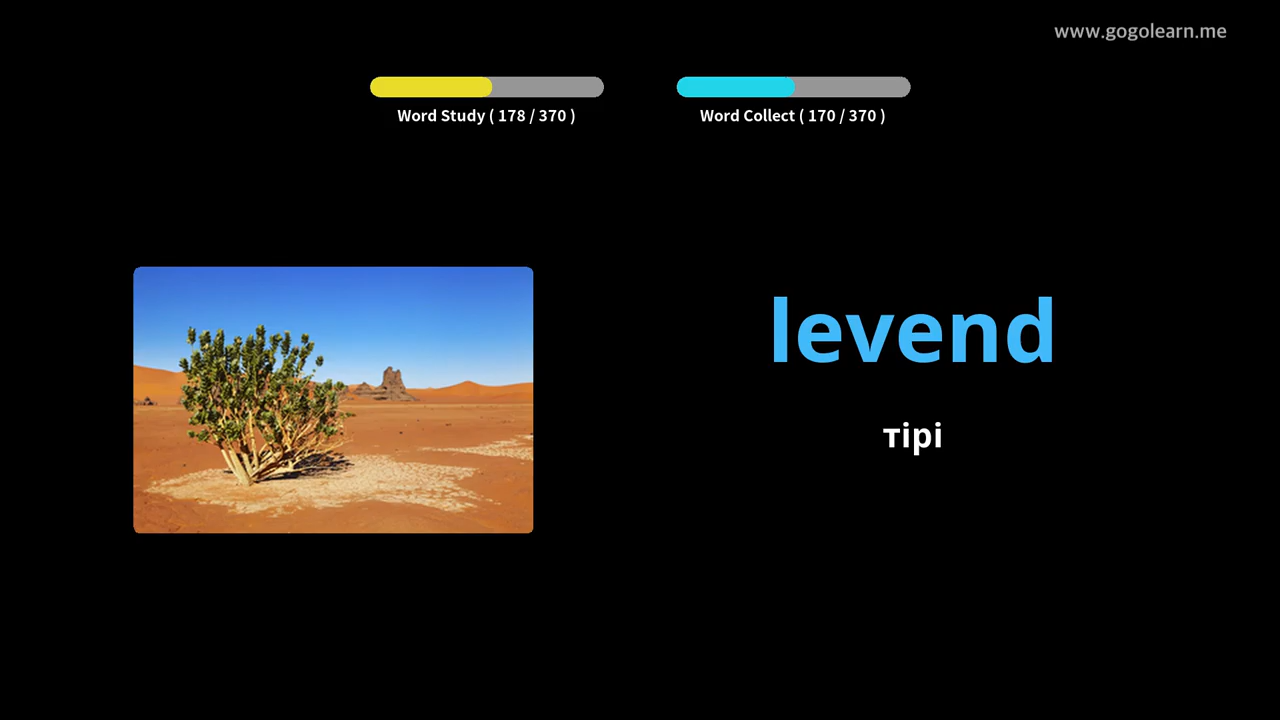 www.gogolearn.me
Word Study ( 178 / 370 )
Word Collect ( 170 / 370 )
levend
тірі